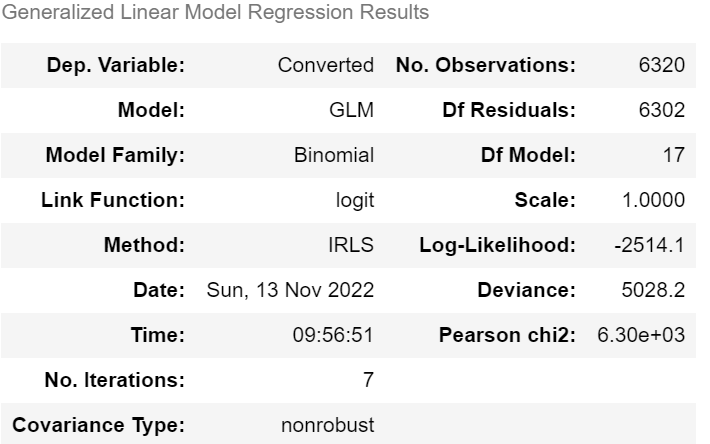 Generalized Linear Model Regression Results
Dep. Variable: Converted No. Observations: 6320
Model: GLM Df Residuals: 6302
Model Family: Binomial Df Model: 17
Link Function: logit Scale: 1.0000
Method: IRLS Log-Likelihood: -2514.1
Date: Sun, 13 Nov 2022 Deviance: 5028.2
Time: 09:56:51 Pearson chi2: 6.30e+03
No. Iterations: 7
Covariance Type: nonrobust